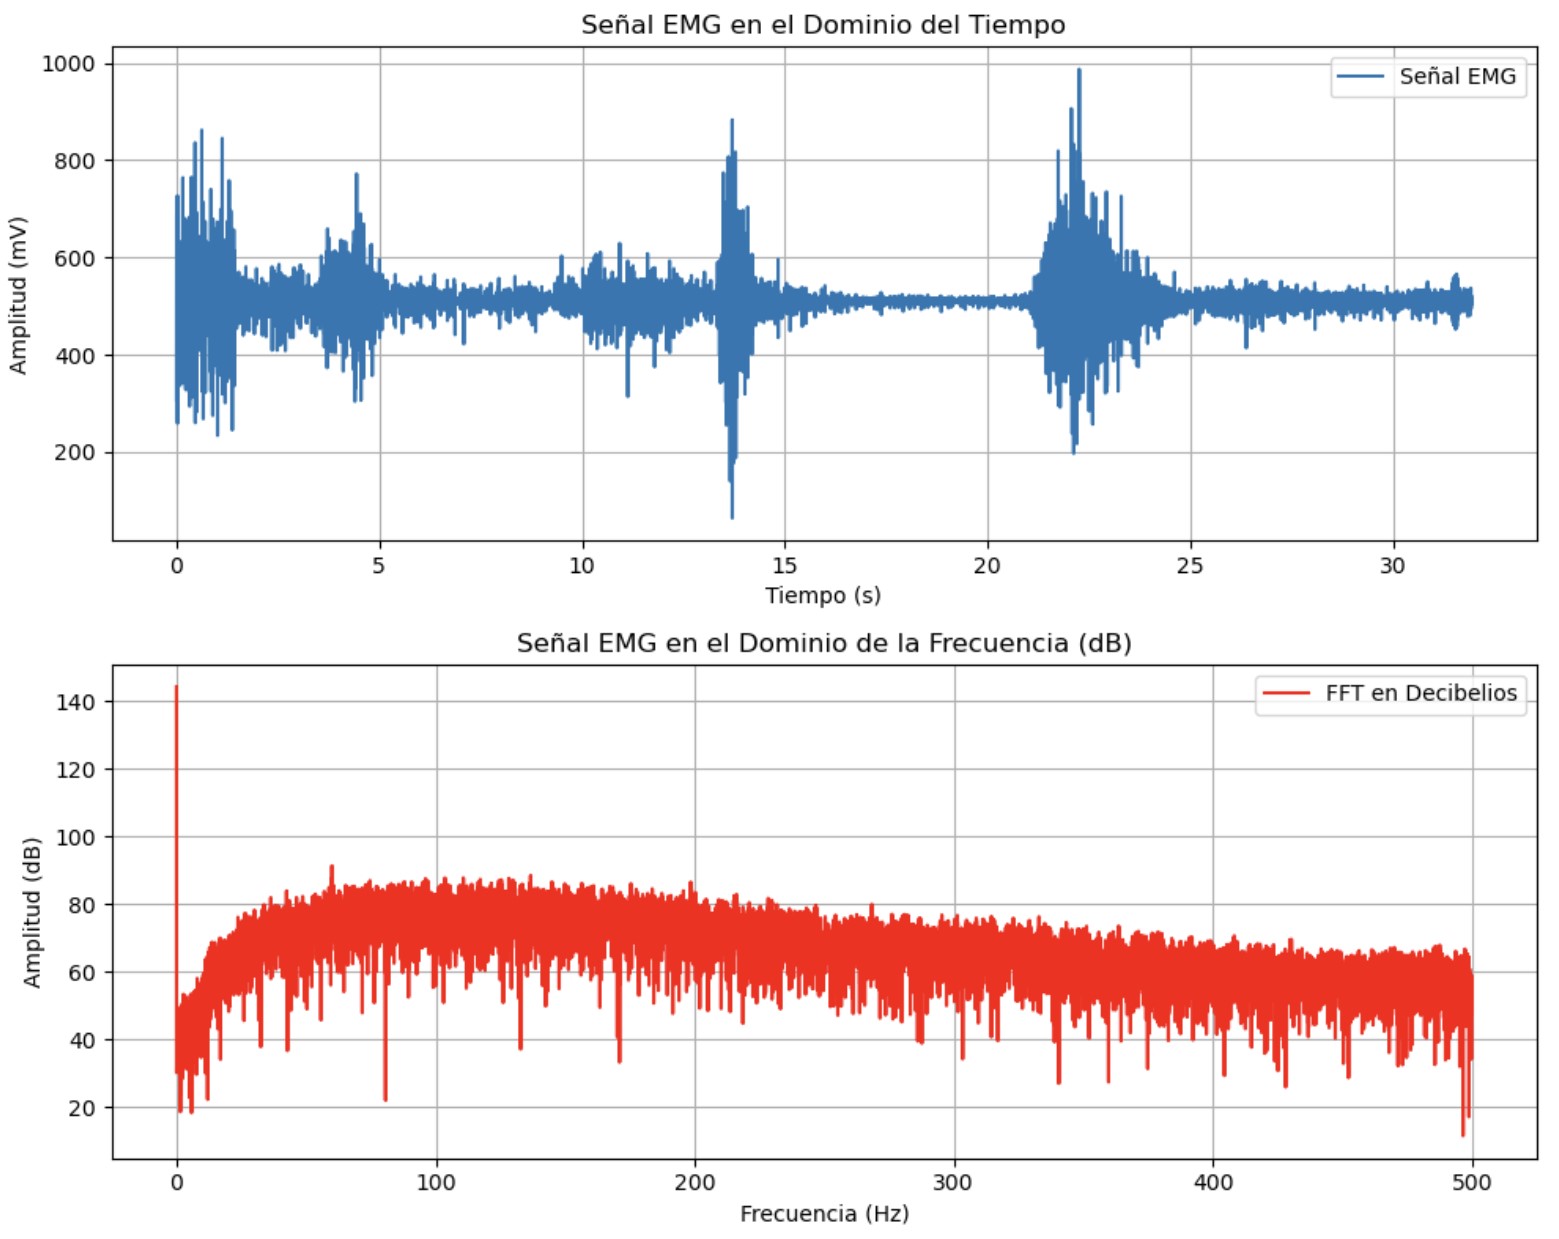 Señal EMG en el Dominio del Tiempo
Señal EMG
1000
800
600
400
200
Amplitud (mV)
0 5 10 15 20 25 30
Tiempo (s)
Señal EMG en el Dominio de la Frecuencia (dB)
FFT en Decibelios
140
120
100
80
60
40
20
Amplitud (dB)
0 100 200 300 400 500
Frecuencia (Hz)